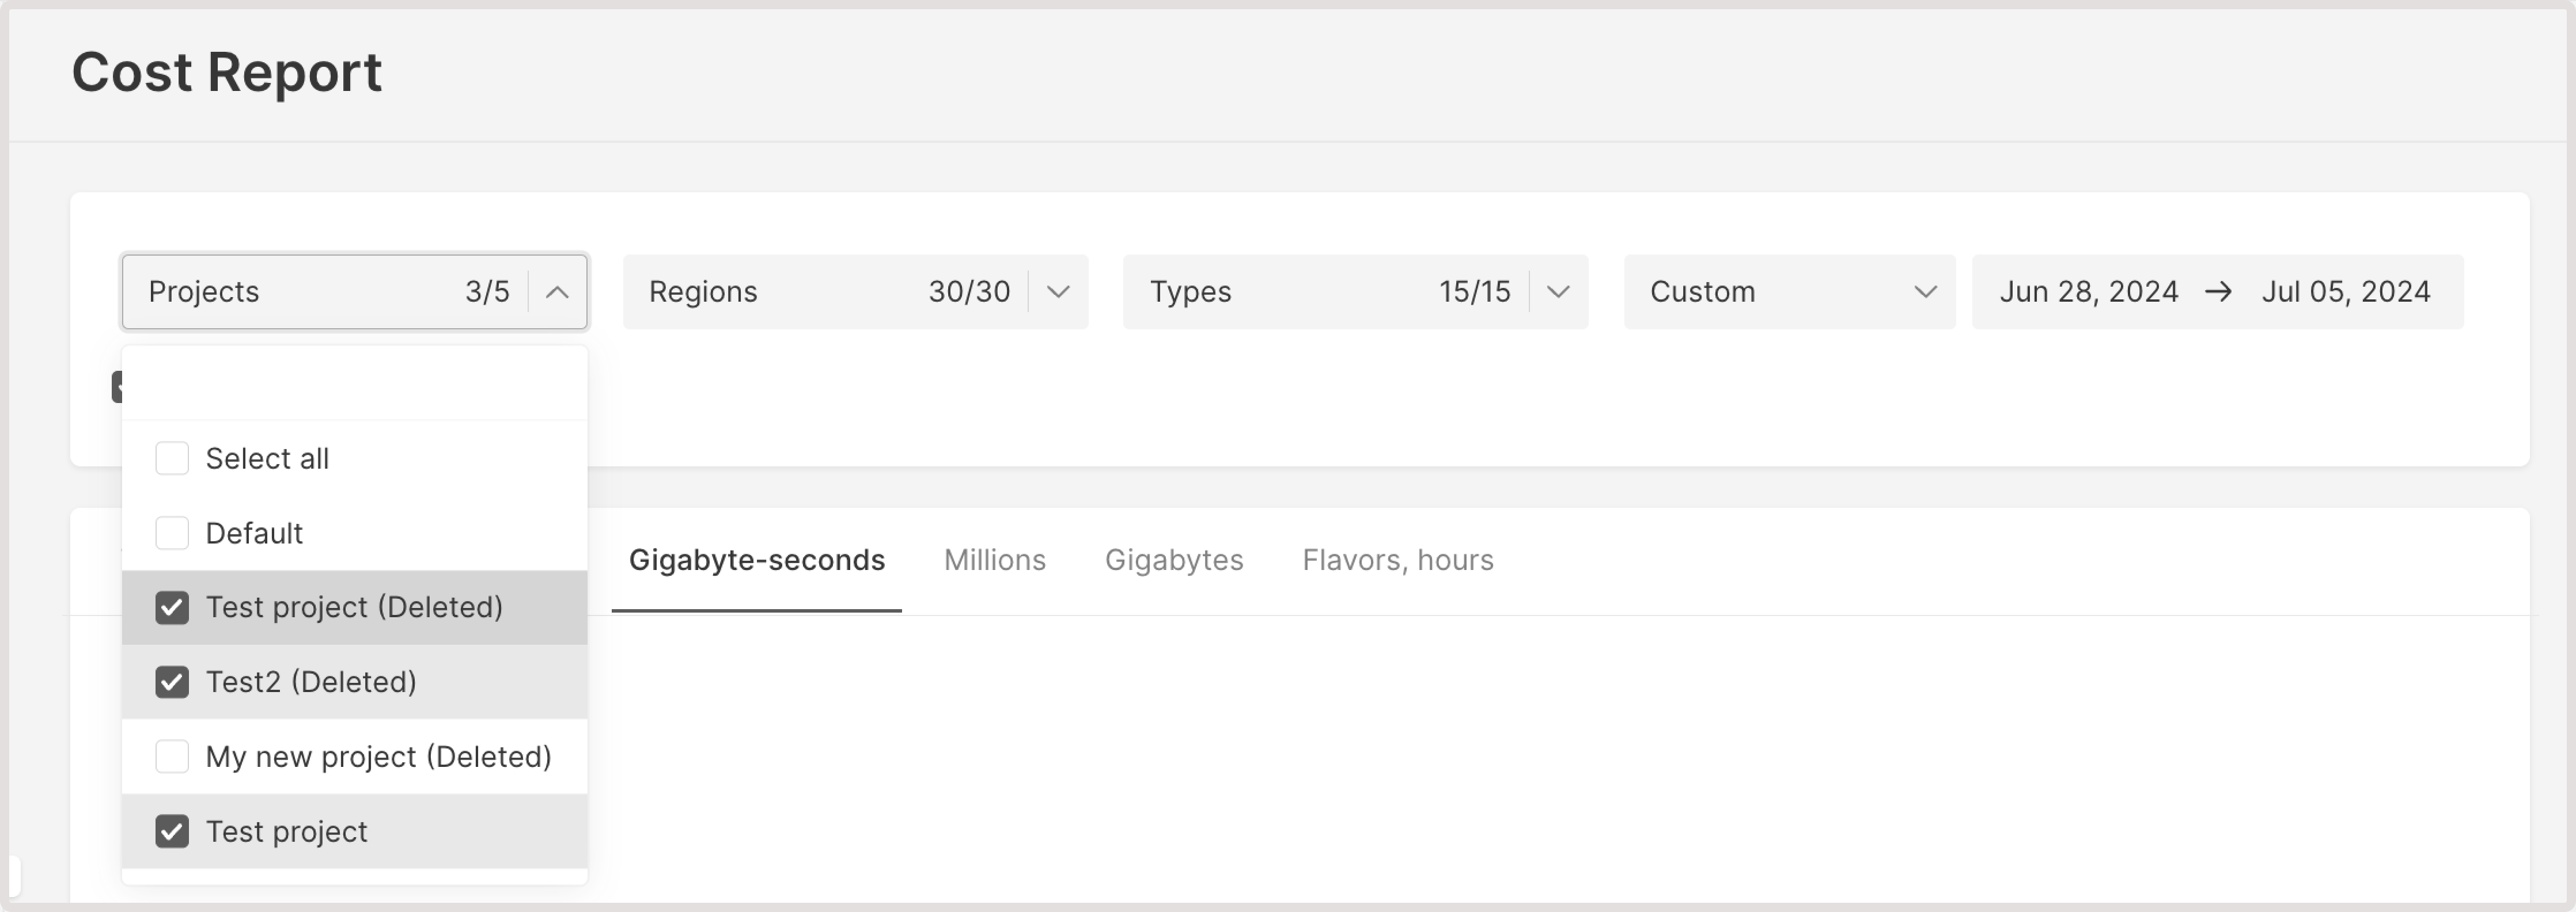 Cost Report
Projects 3/5 Regions 30/30 Types 15/15 Custom Jun 28, 2024 → Jul 05, 2024
Select all
Default
Gigabyte-seconds Millions Gigabytes Flavors, hours
Test project (Deleted)
Test2 (Deleted)
My new project (Deleted)
Test project